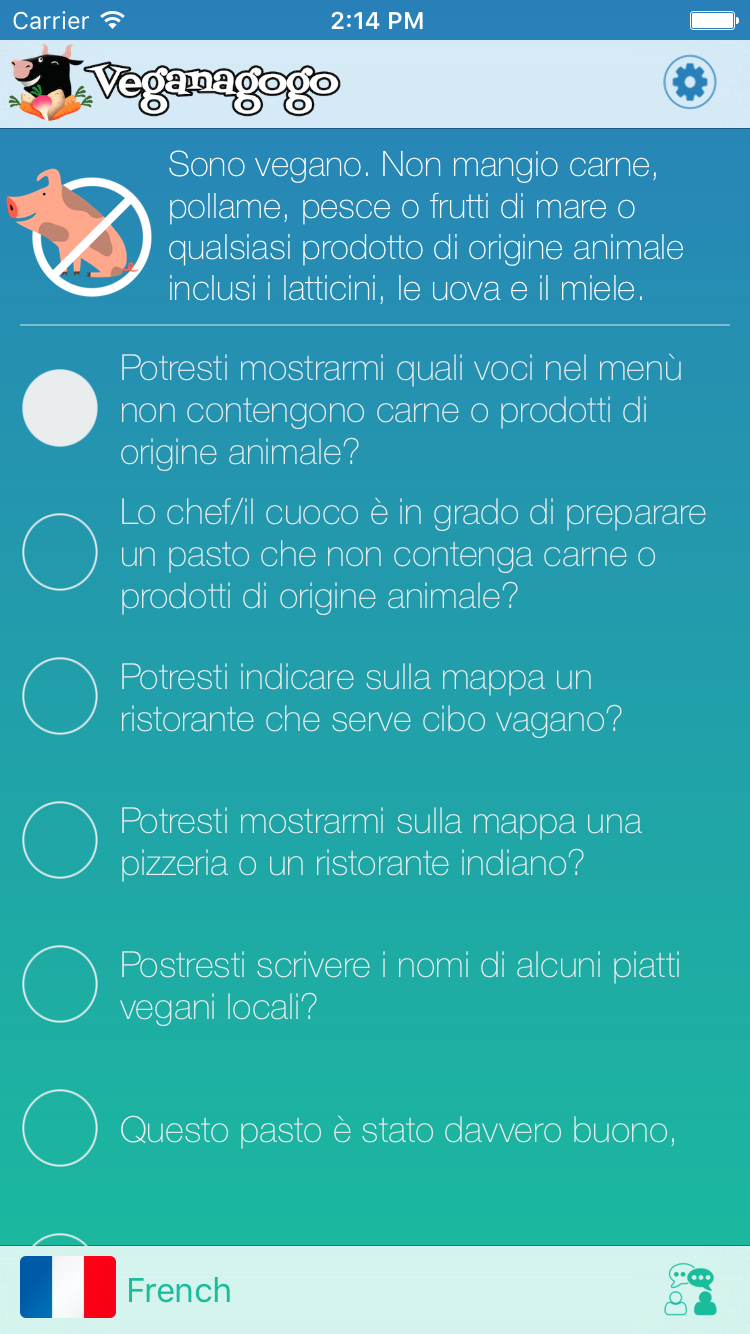 Carrier
2:14 PM
Veganagogo
Sono vegano. Non mangio carne,
pollame, pesce o frutti di mare o
qualsiasi prodotto di origine animale
inclusi i latticini, le uova e il miele.
Potresti mostrarmi quali voci nel menù
non contengono carne o prodotti di
origine animale?
Lo chef/il cuoco è in grado di preparare
un pasto che non contenga carne o
prodotti di origine animale?
Potresti indicare sulla mappa un
ristorante che serve cibo vagano?
Potresti mostrarmi sulla mappa una
pizzeria o un ristorante indiano?
Postresti scrivere i nomi di alcuni piatti
vegani locali?
Questo pasto è stato davvero buono,
French